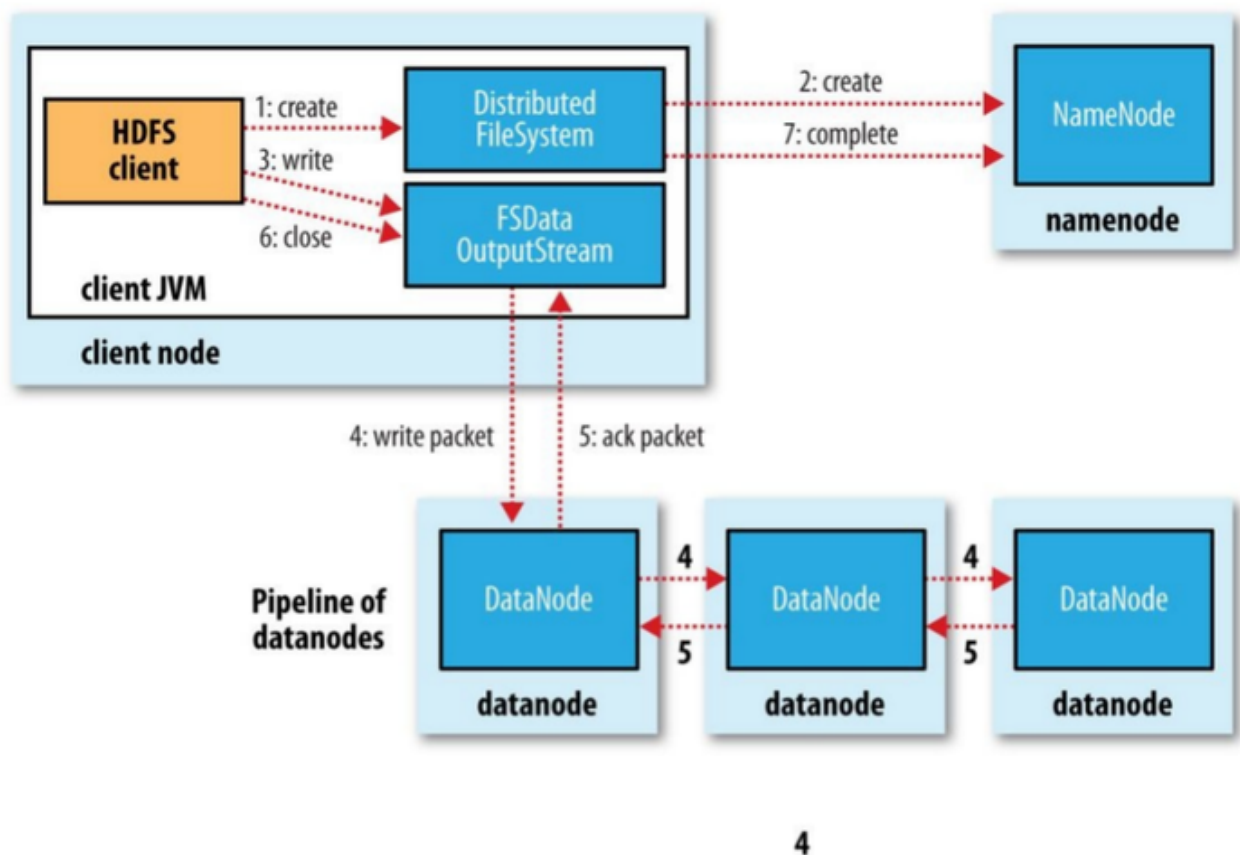 1: create
HDFS
client
3: write
6: close
Distributed
FileSystem
FSData
OutputStream
client JVM
client node
2: create
7: complete
NameNode
namenode
4: write packet
5: ack packet
Pipeline of
datanodes
DataNode
datanode
4
5
DataNode
datanode
4
5
DataNode
datanode
4